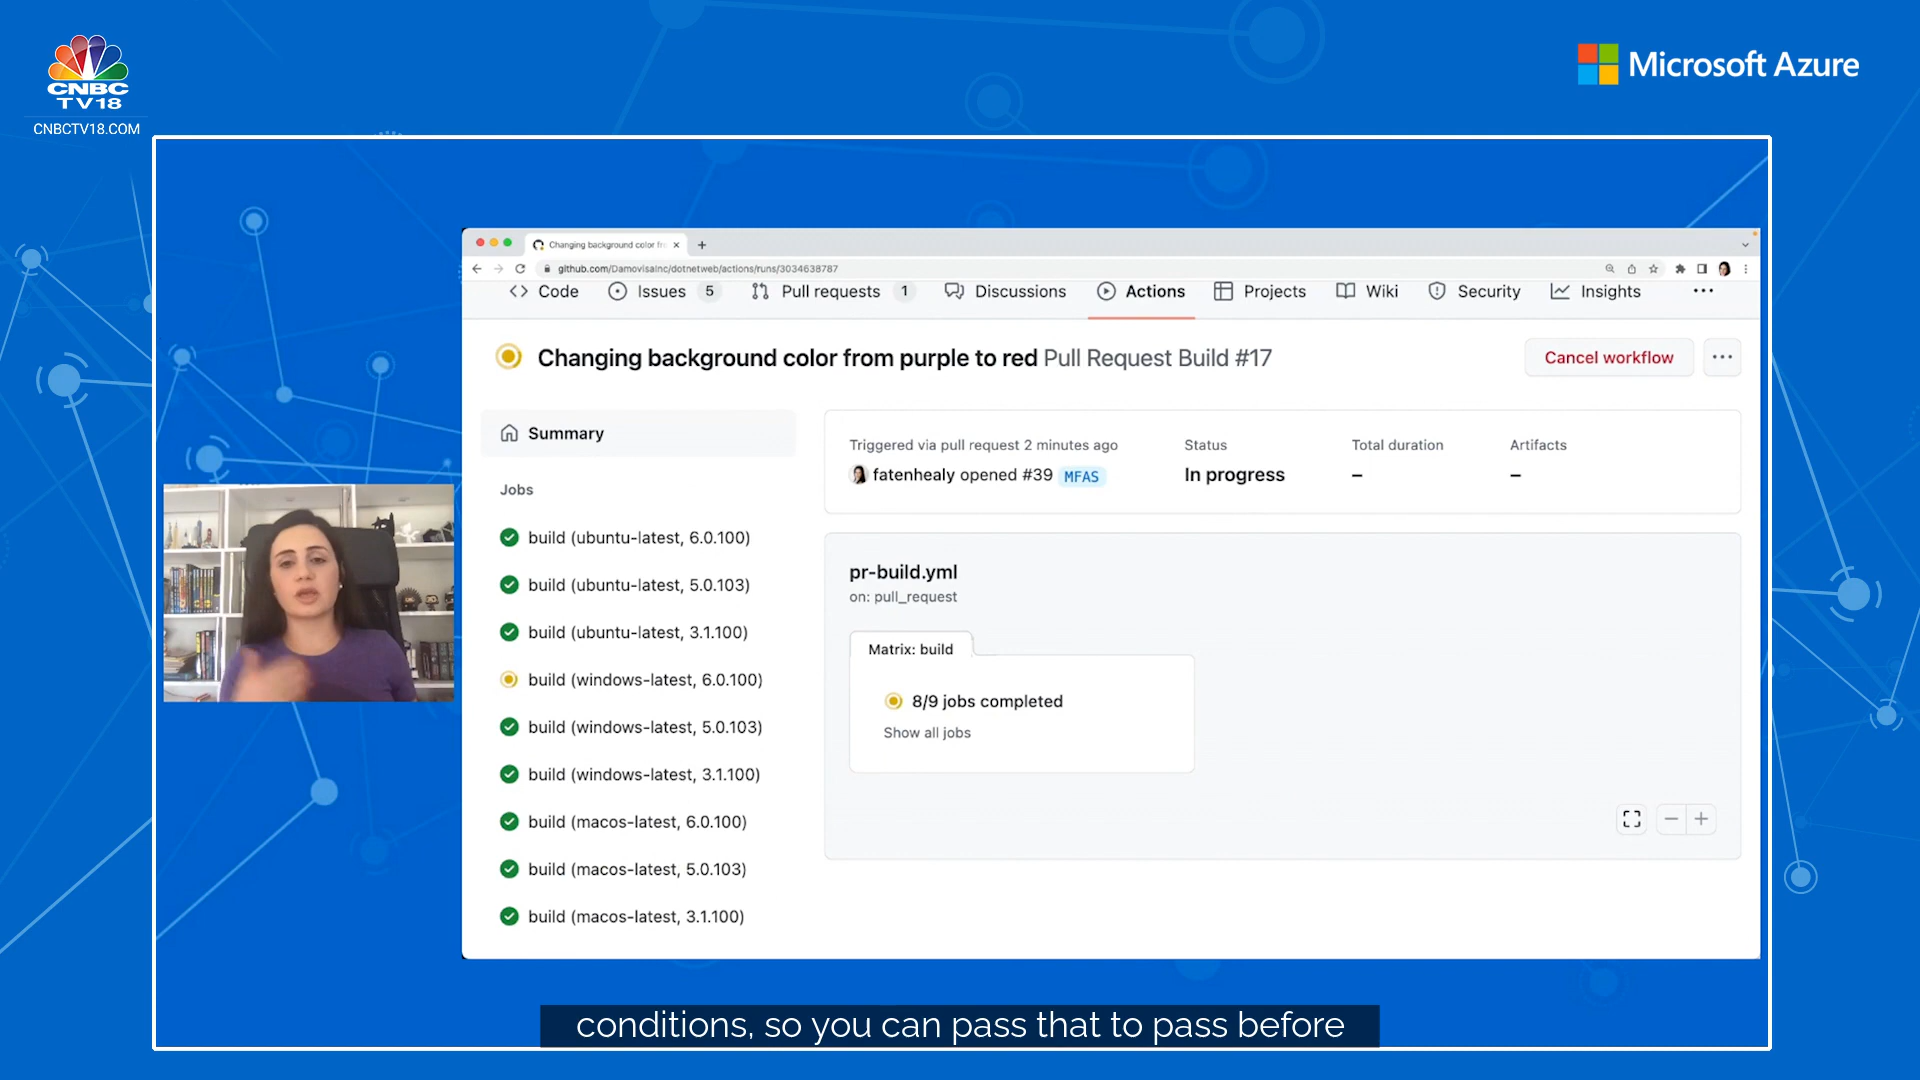 CNBC
TV18
CNBCTV18.COM
Microsoft Azure
Changing background color fr
github.com/DamovisaInc/dotnetweb/actions/runs/3034638787
Code
Issues 5
Pull requests 1
Discussions
Actions
Projects
Wiki
Security
Insights
Changing background color from purple to red Pull Request Build #17
Cancel workflow
Summary
Jobs
build (ubuntu-latest, 6.0.100)
build (ubuntu-latest, 5.0.103)
build (ubuntu-latest, 3.1.100)
build (windows-latest, 6.0.100)
build (windows-latest, 5.0.103)
build (windows-latest, 3.1.100)
build (macos-latest, 6.0.100)
build (macos-latest, 5.0.103)
build (macos-latest, 3.1.100)
Triggered via pull request 2 minutes ago
fatenhealy opened #39 MFAS
Status
In progress
Total duration
–
Artifacts
–
pr-build.yml
on: pull_request
Matrix: build
8/9 jobs completed
Show all jobs
conditions, so you can pass that to pass before